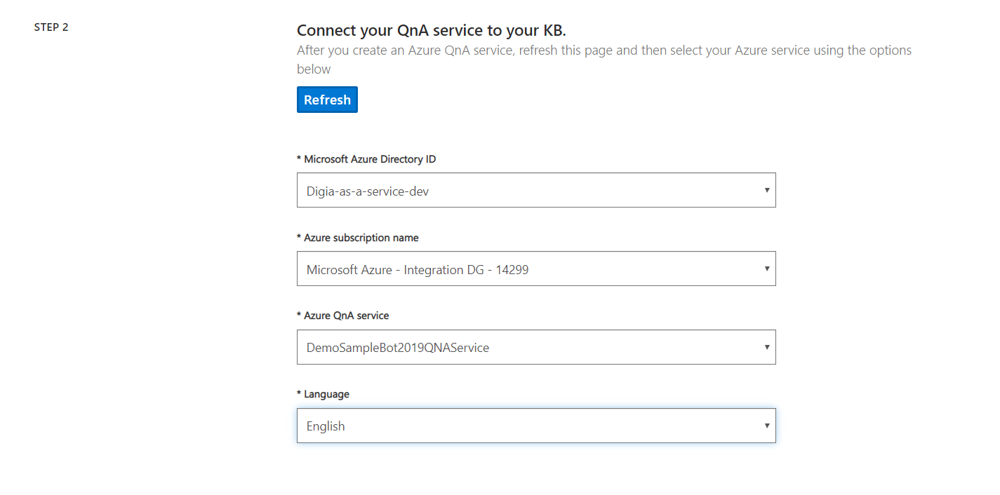 STEP 2
Connect your QnA service to your KB.
After you create an Azure QnA service, refresh this page and then select your Azure service using the options
below
Refresh
* Microsoft Azure Directory ID
Digia-as-a-service-dev
* Azure subscription name
Microsoft Azure - Integration DG - 14299
* Azure QnA service
DemoSampleBot2019QNAService
* Language
English